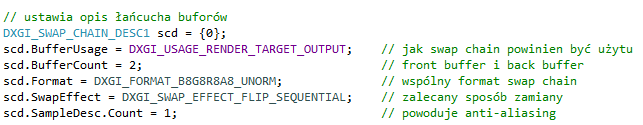 // ustawia opis łańcucha buforów
DXGI_SWAP_CHAIN_DESC1 scd = {0};
scd.BufferUsage = DXGI_USAGE_RENDER_TARGET_OUTPUT; // jak swap chain powinien być użytu
scd.BufferCount = 2; // front buffer i back buffer
scd.Format = DXGI_FORMAT_B8G8R8A8_UNORM; // wspólny format swap chain
scd.SwapEffect = DXGI_SWAP_EFFECT_FLIP_SEQUENTIAL; // zalecany sposób zamiany
scd.SampleDesc.Count = 1; // powoduje anti-aliasing